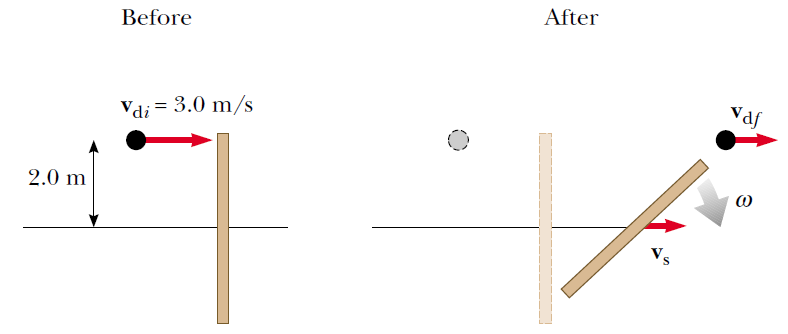 Before
After
v_di = 3.0 m/s
v_df
2.0 m
ω
v_s